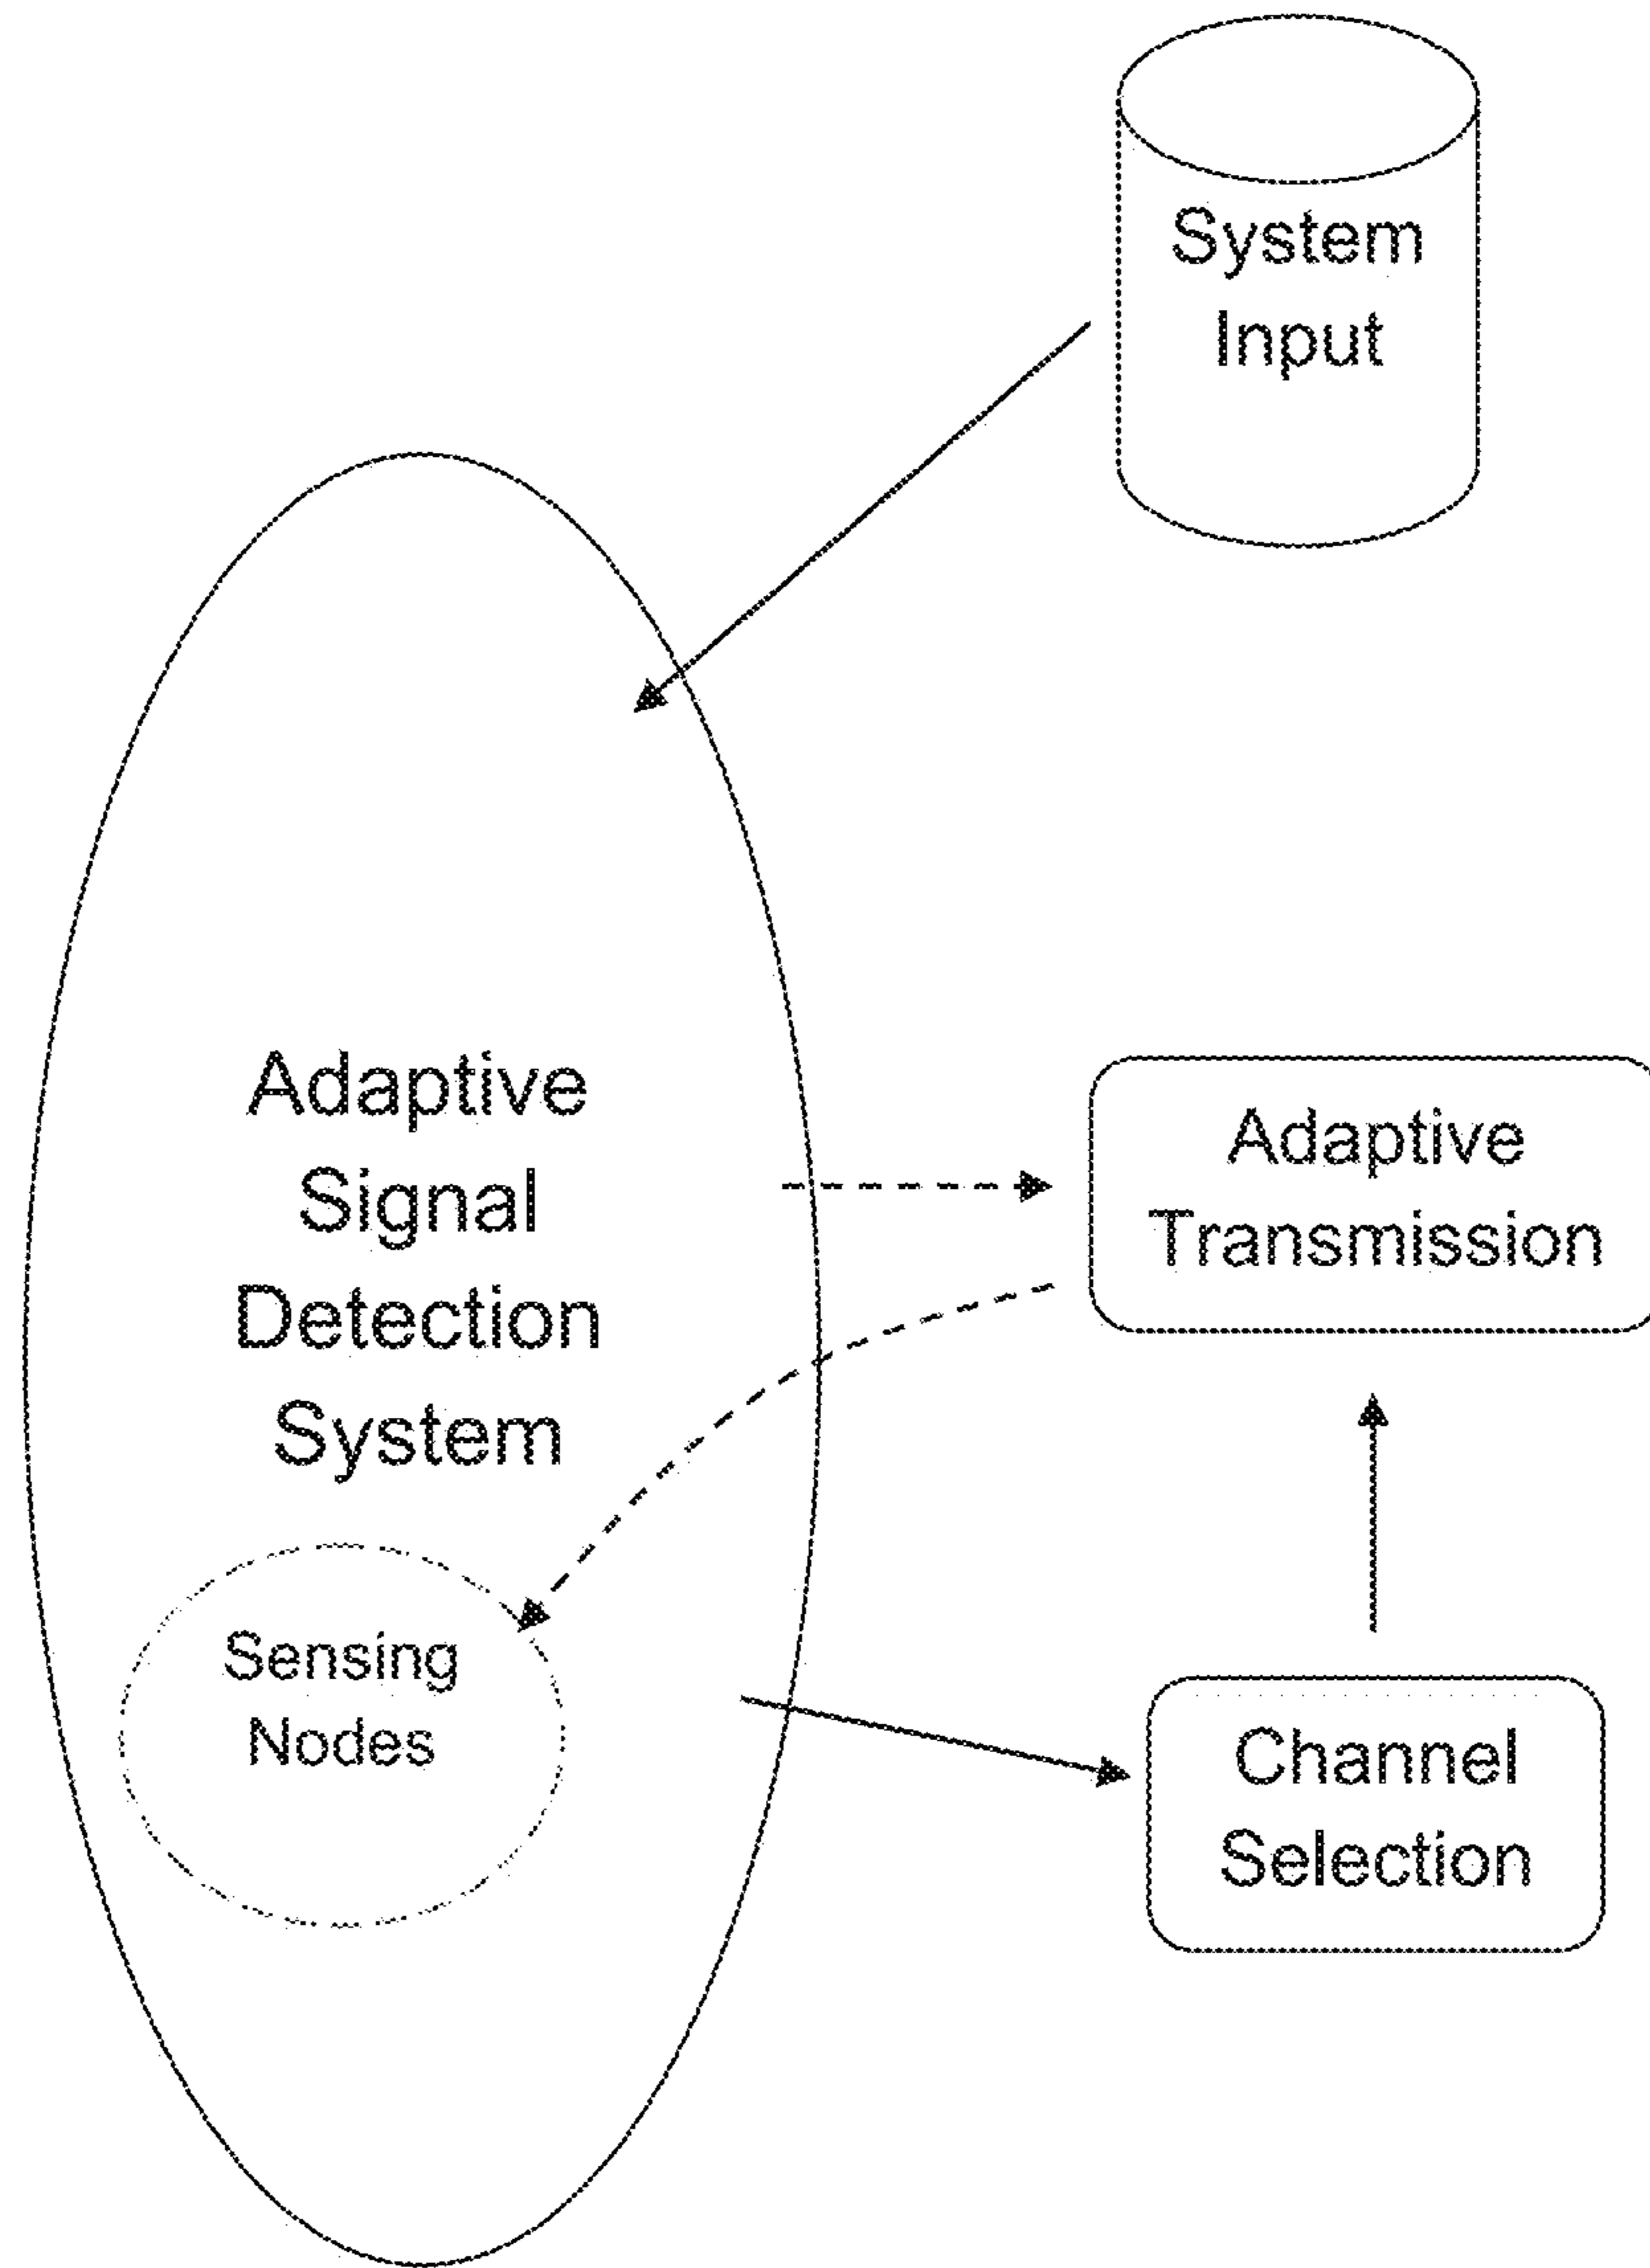 System
Input
Adaptive
Signal
Detection
System
Adaptive
Transmission
Sensing
Nodes
Channel
Selection